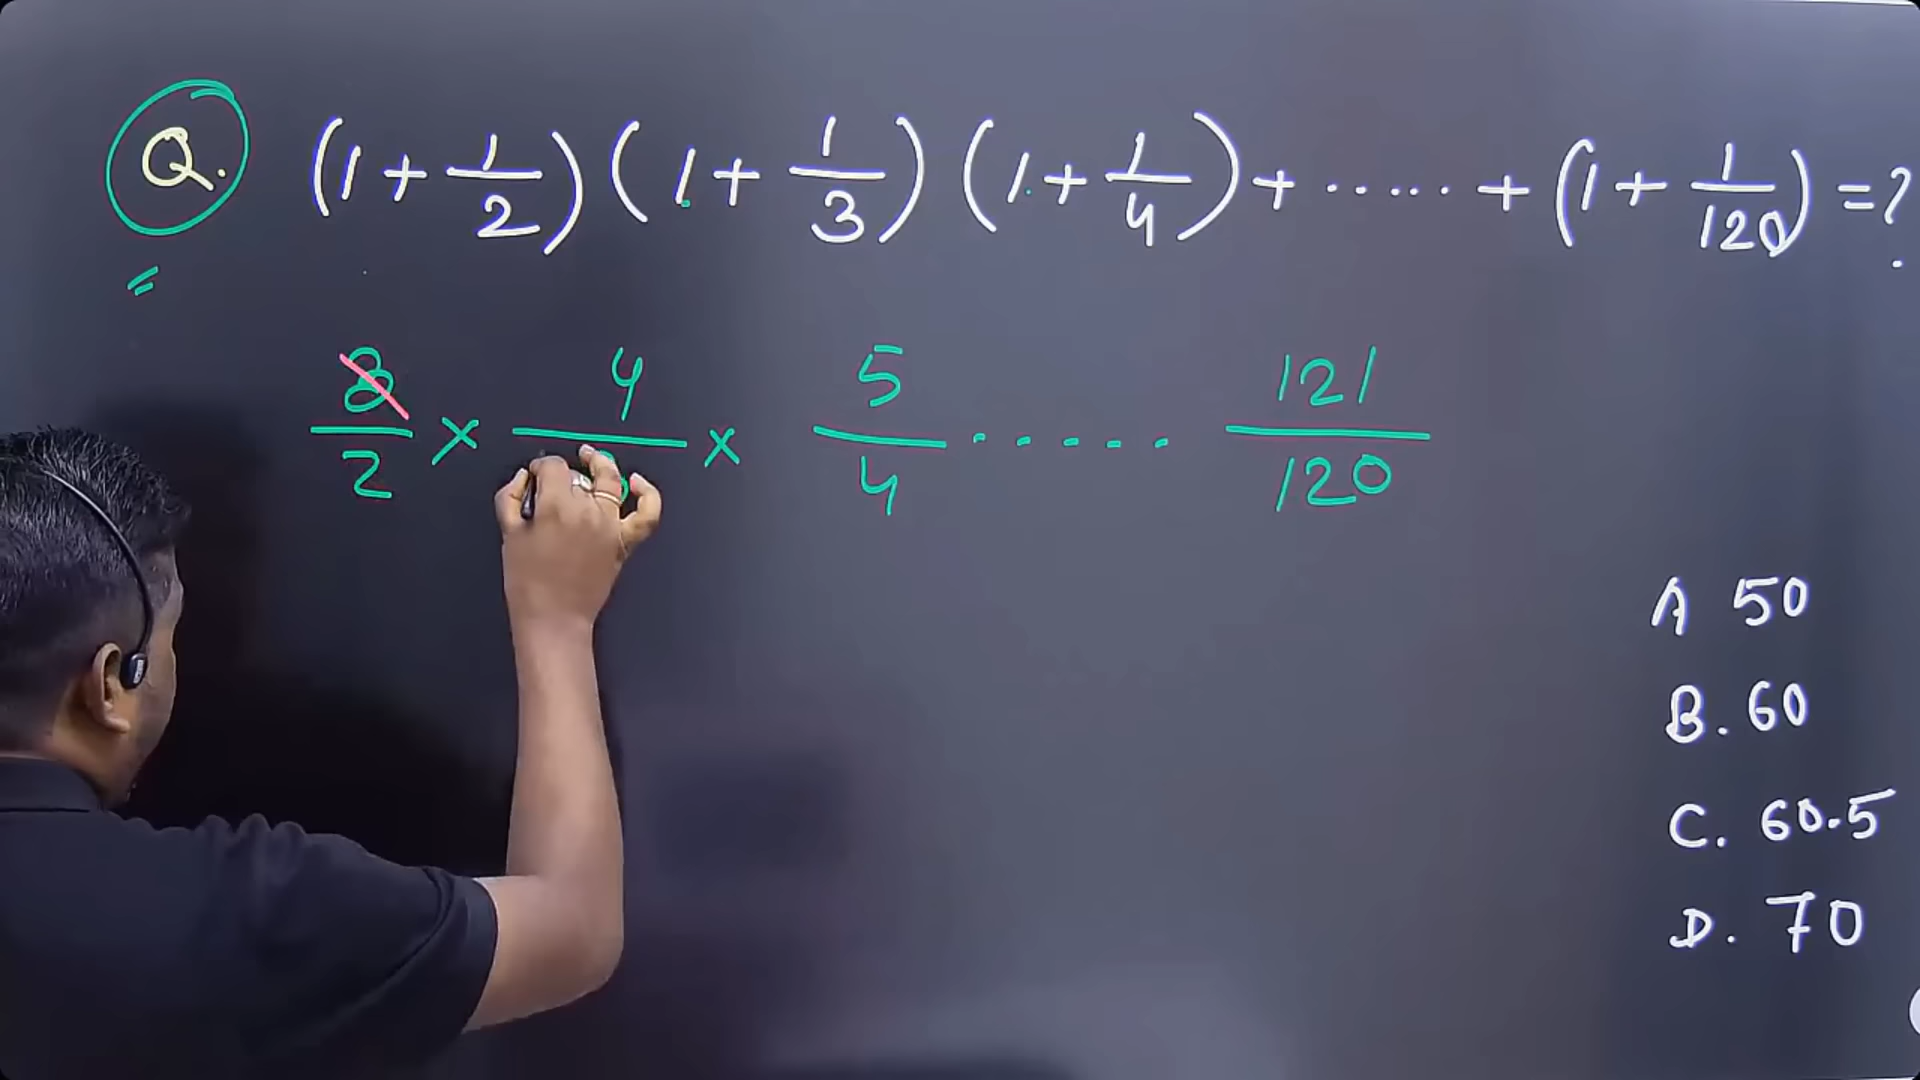 Q. (1 + 1/2) (1 + 1/3) (1 + 1/4) + ...... + (1 + 1/120) = ?
3/2 × 4/3 × 5/4 ..... 121/120
A 50
B. 60
C. 60.5
D. 70